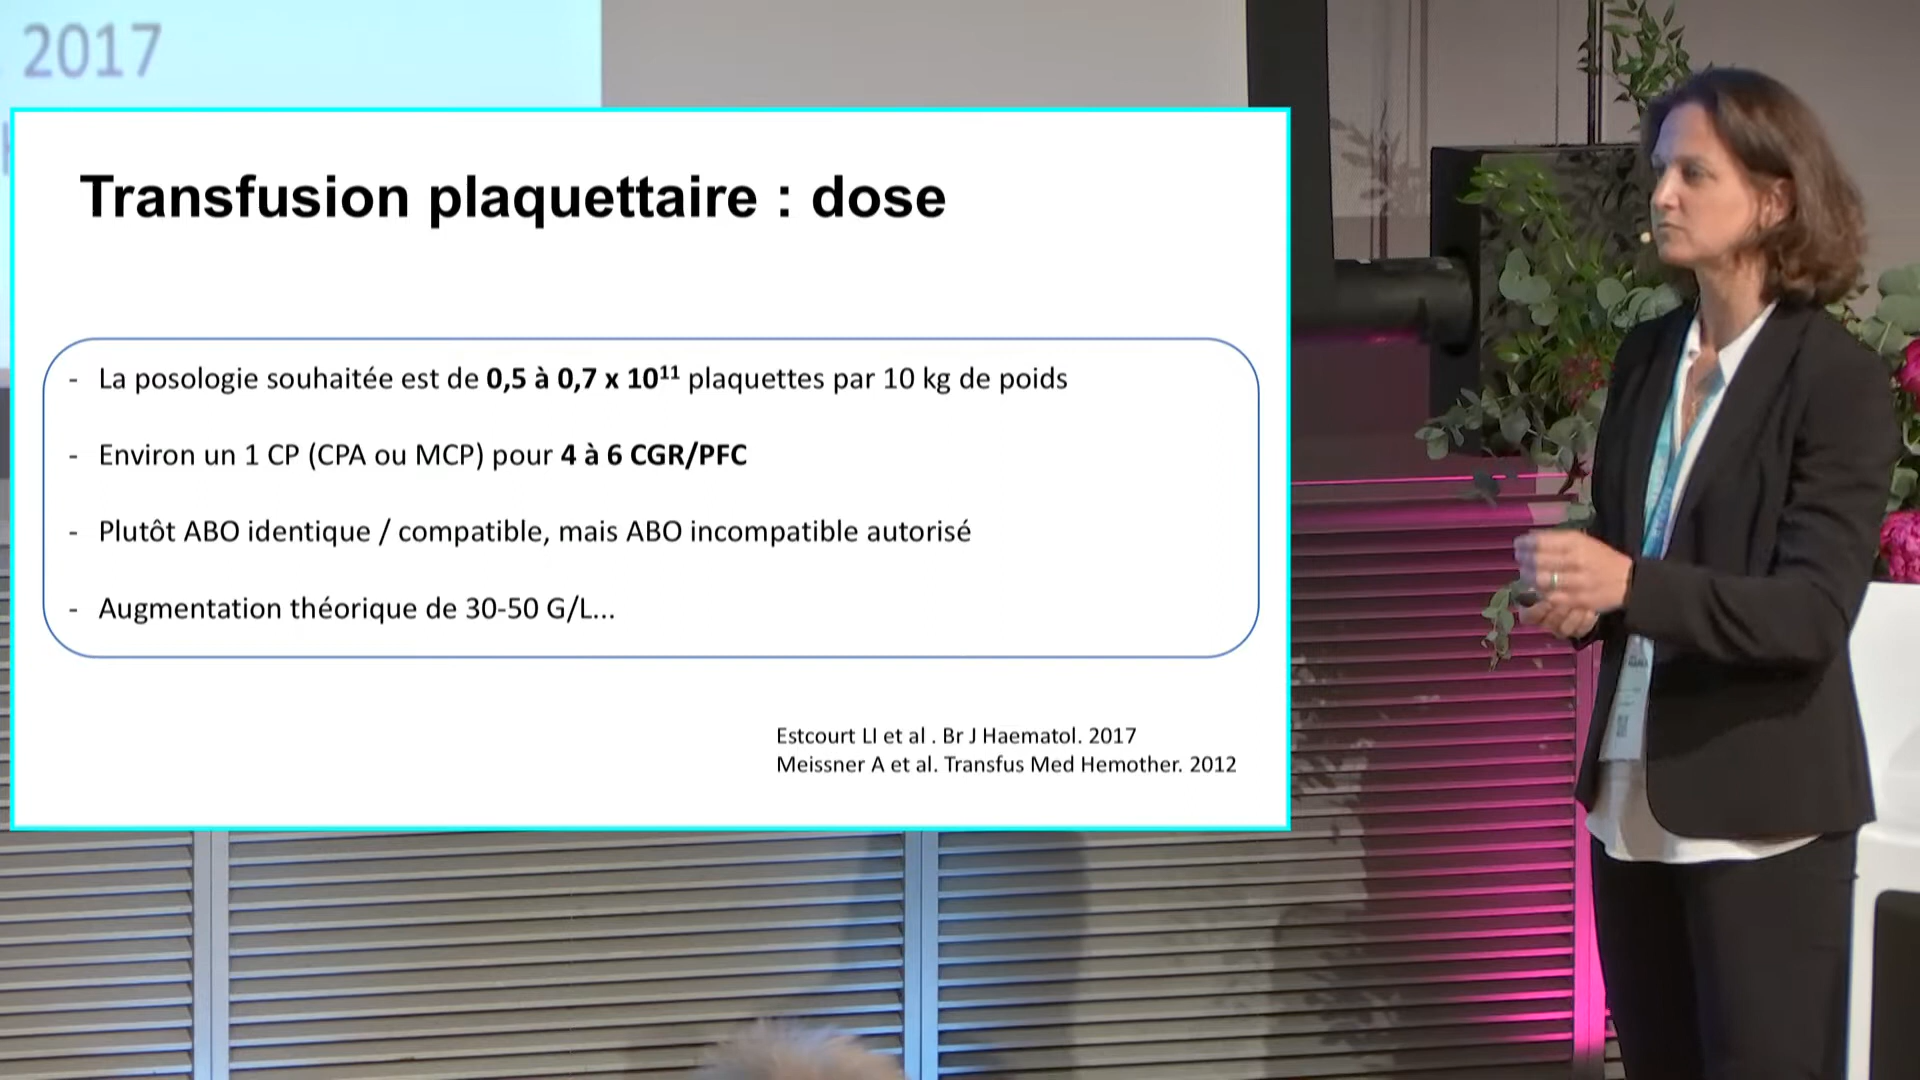 2017
Transfusion plaquettaire : dose
- La posologie souhaitée est de 0,5 à 0,7 x 10¹¹ plaquettes par 10 kg de poids
- Environ un 1 CP (CPA ou MCP) pour 4 à 6 CGR/PFC
- Plutôt ABO identique / compatible, mais ABO incompatible autorisé
- Augmentation théorique de 30-50 G/L...
Estcourt LI et al . Br J Haematol. 2017
Meissner A et al. Transfus Med Hemother. 2012